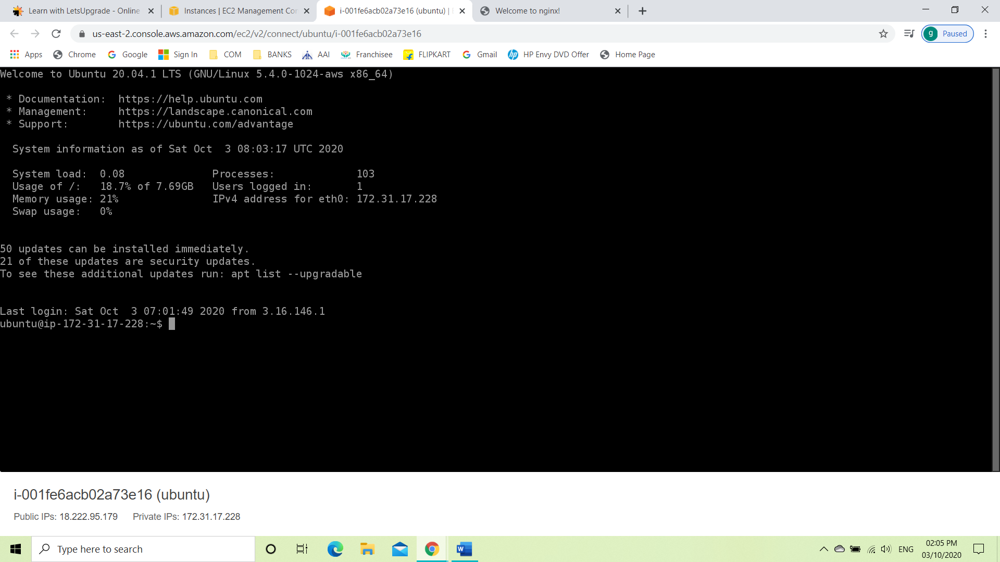 Learn with LetsUpgrade - Online
Instances | EC2 Management Con
i-001fe6acb02a73e16 (ubuntu) | E
Welcome to nginx!
us-east-2.console.aws.amazon.com/ec2/v2/connect/ubuntu/i-001fe6acb02a73e16
g Paused
Apps Chrome Google Sign In COM BANKS AAI Franchisee FLIPKART Gmail HP Envy DVD Offer Home Page
Welcome to Ubuntu 20.04.1 LTS (GNU/Linux 5.4.0-1024-aws x86_64)
* Documentation: https://help.ubuntu.com
* Management: https://landscape.canonical.com
* Support: https://ubuntu.com/advantage
System information as of Sat Oct 3 08:03:17 UTC 2020
System load: 0.08 Processes: 103
Usage of /: 18.7% of 7.69GB Users logged in: 1
Memory usage: 21% IPv4 address for eth0: 172.31.17.228
Swap usage: 0%
50 updates can be installed immediately.
21 of these updates are security updates.
To see these additional updates run: apt list --upgradable
Last login: Sat Oct 3 07:01:49 2020 from 3.16.146.1
ubuntu@ip-172-31-17-228:~$
i-001fe6acb02a73e16 (ubuntu)
Public IPs: 18.222.95.179 Private IPs: 172.31.17.228
Type here to search
W
ENG
02:05 PM
03/10/2020